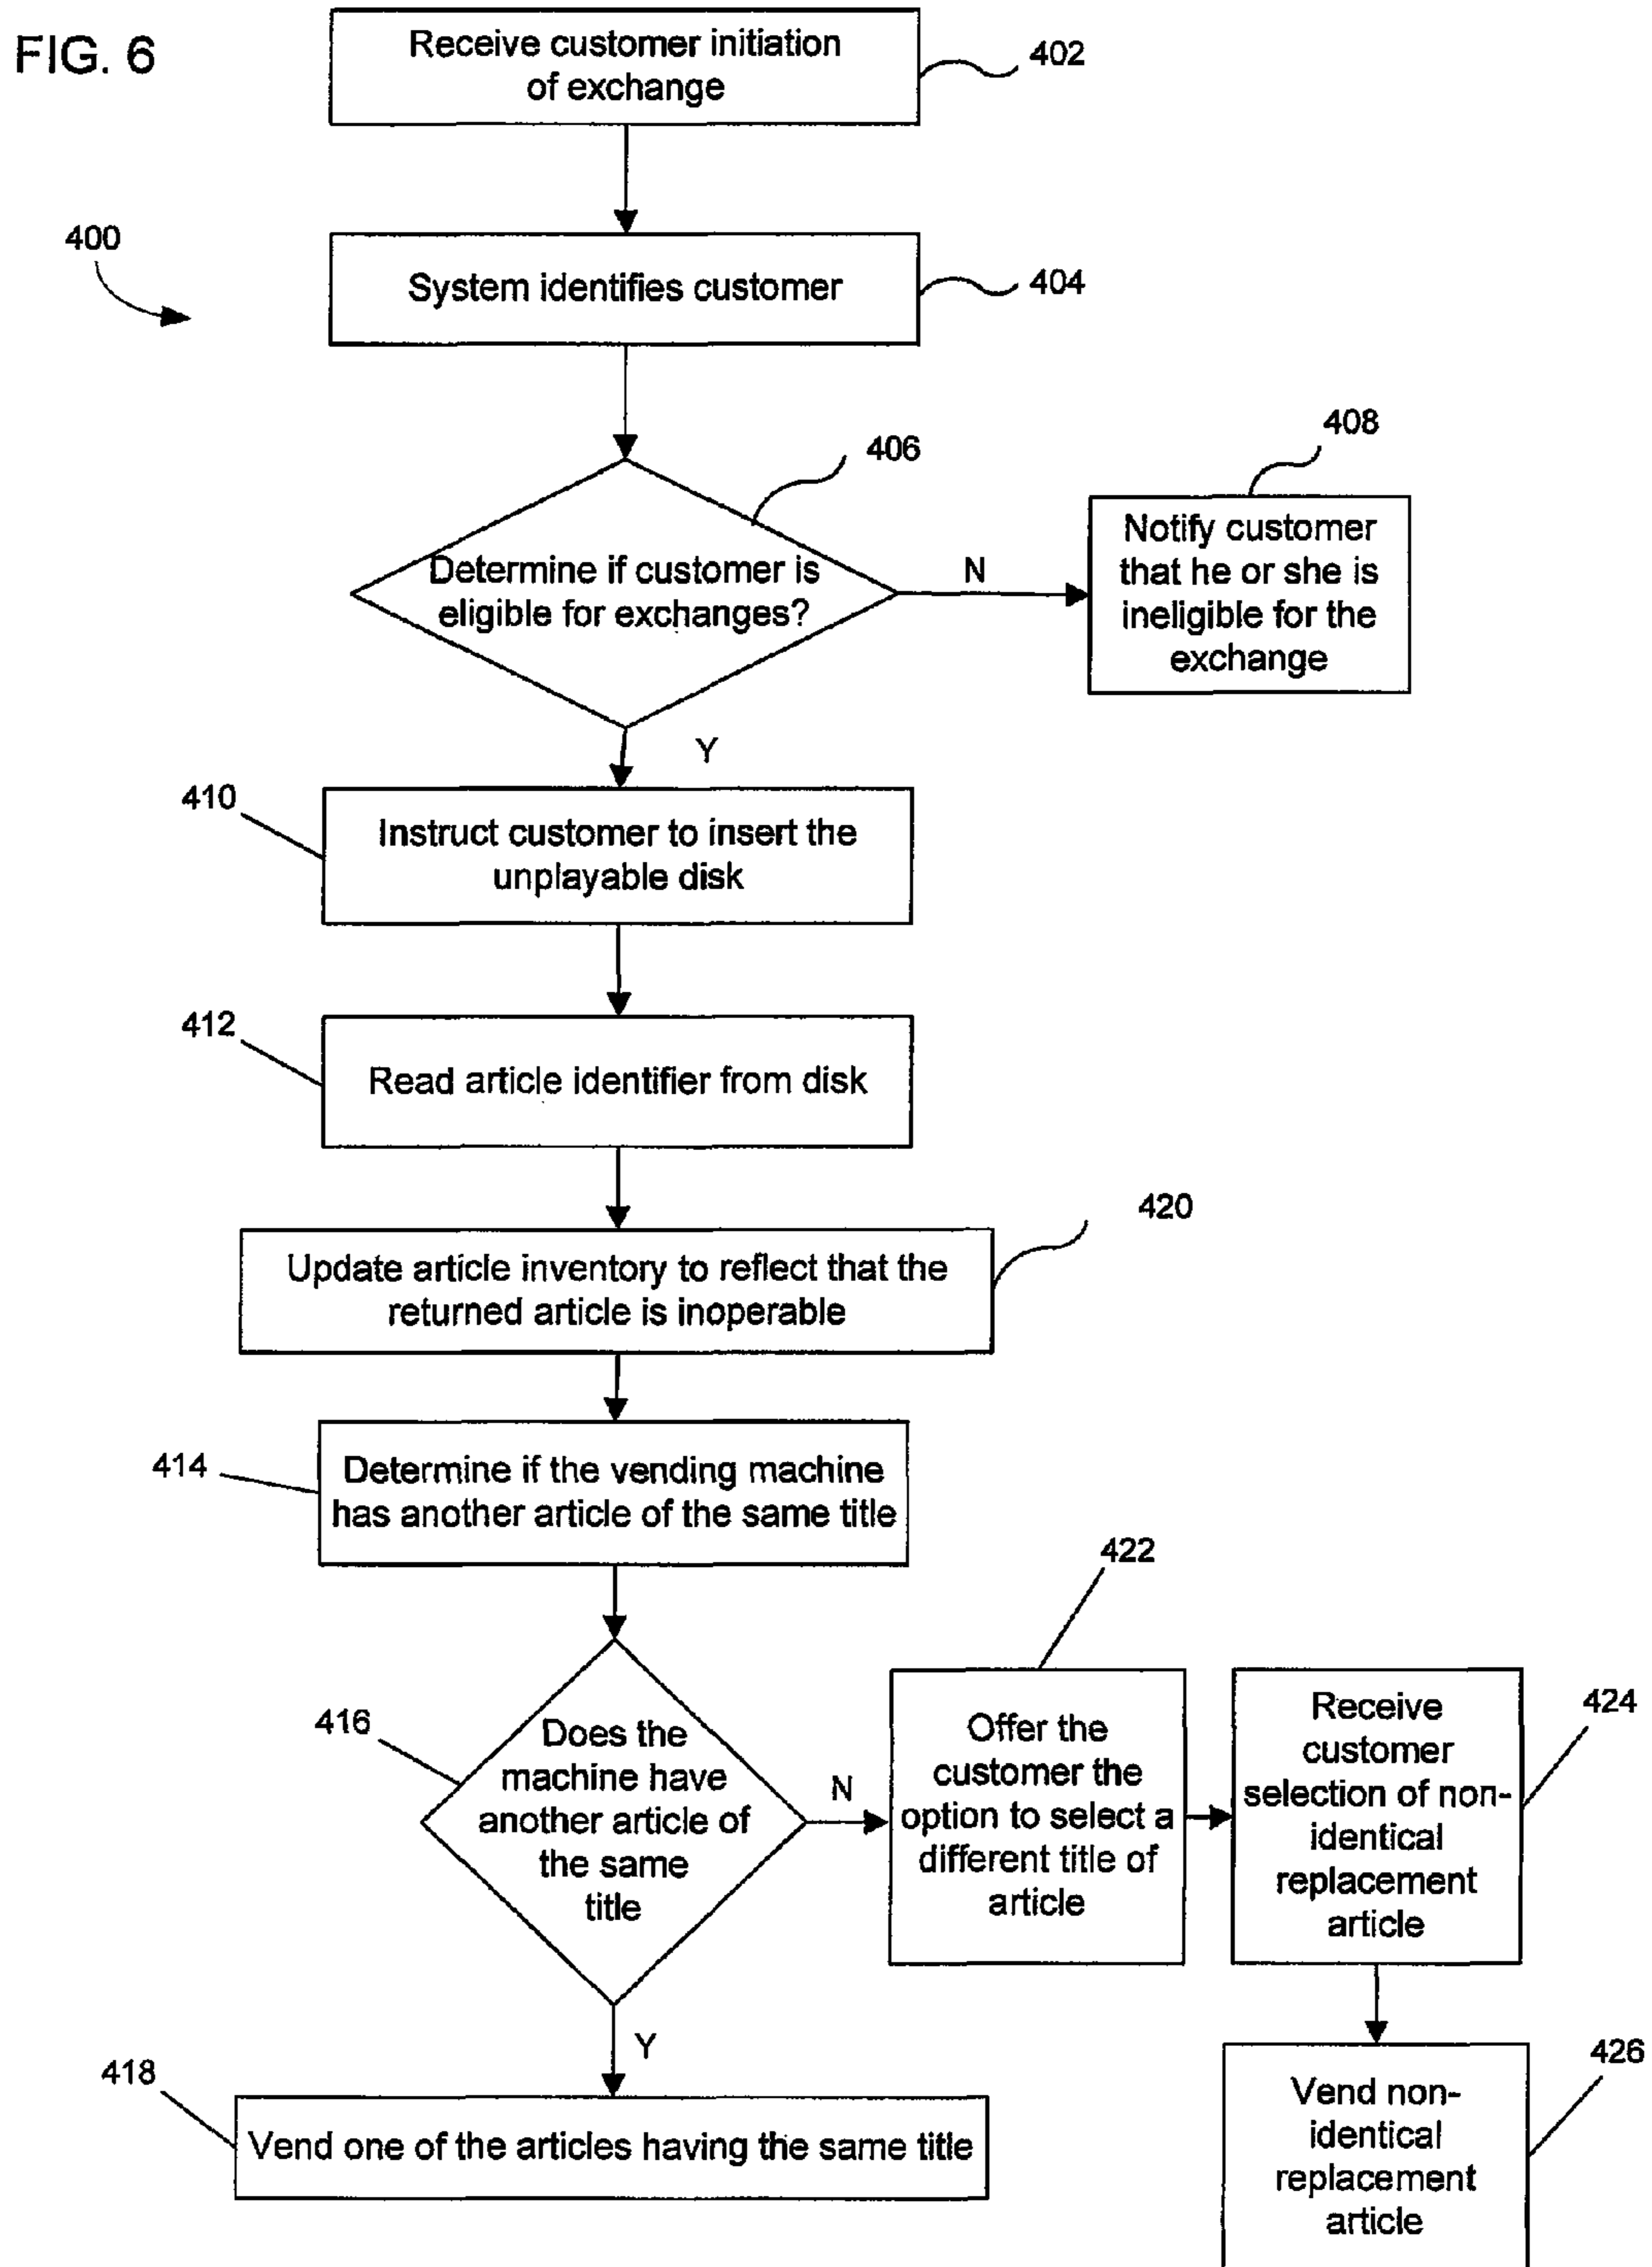 FIG. 6
Receive customer initiation
of exchange
402
400
System identifies customer
404
406
408
Determine if customer is
eligible for exchanges?
N
Notify customer
that he or she is
ineligible for the
exchange
Y
410
Instruct customer to insert the
unplayable disk
412
Read article identifier from disk
420
Update article inventory to reflect that the
returned article is inoperable
414
Determine if the vending machine
has another article of the same title
422
416
Does the
machine have
another article of
the same
title
N
Offer the
customer the
option to select a
different title of
article
Receive
customer
selection of non-
identical
replacement
article
424
Y
418
Vend one of the articles having the same title
426
Vend non-
identical
replacement
article